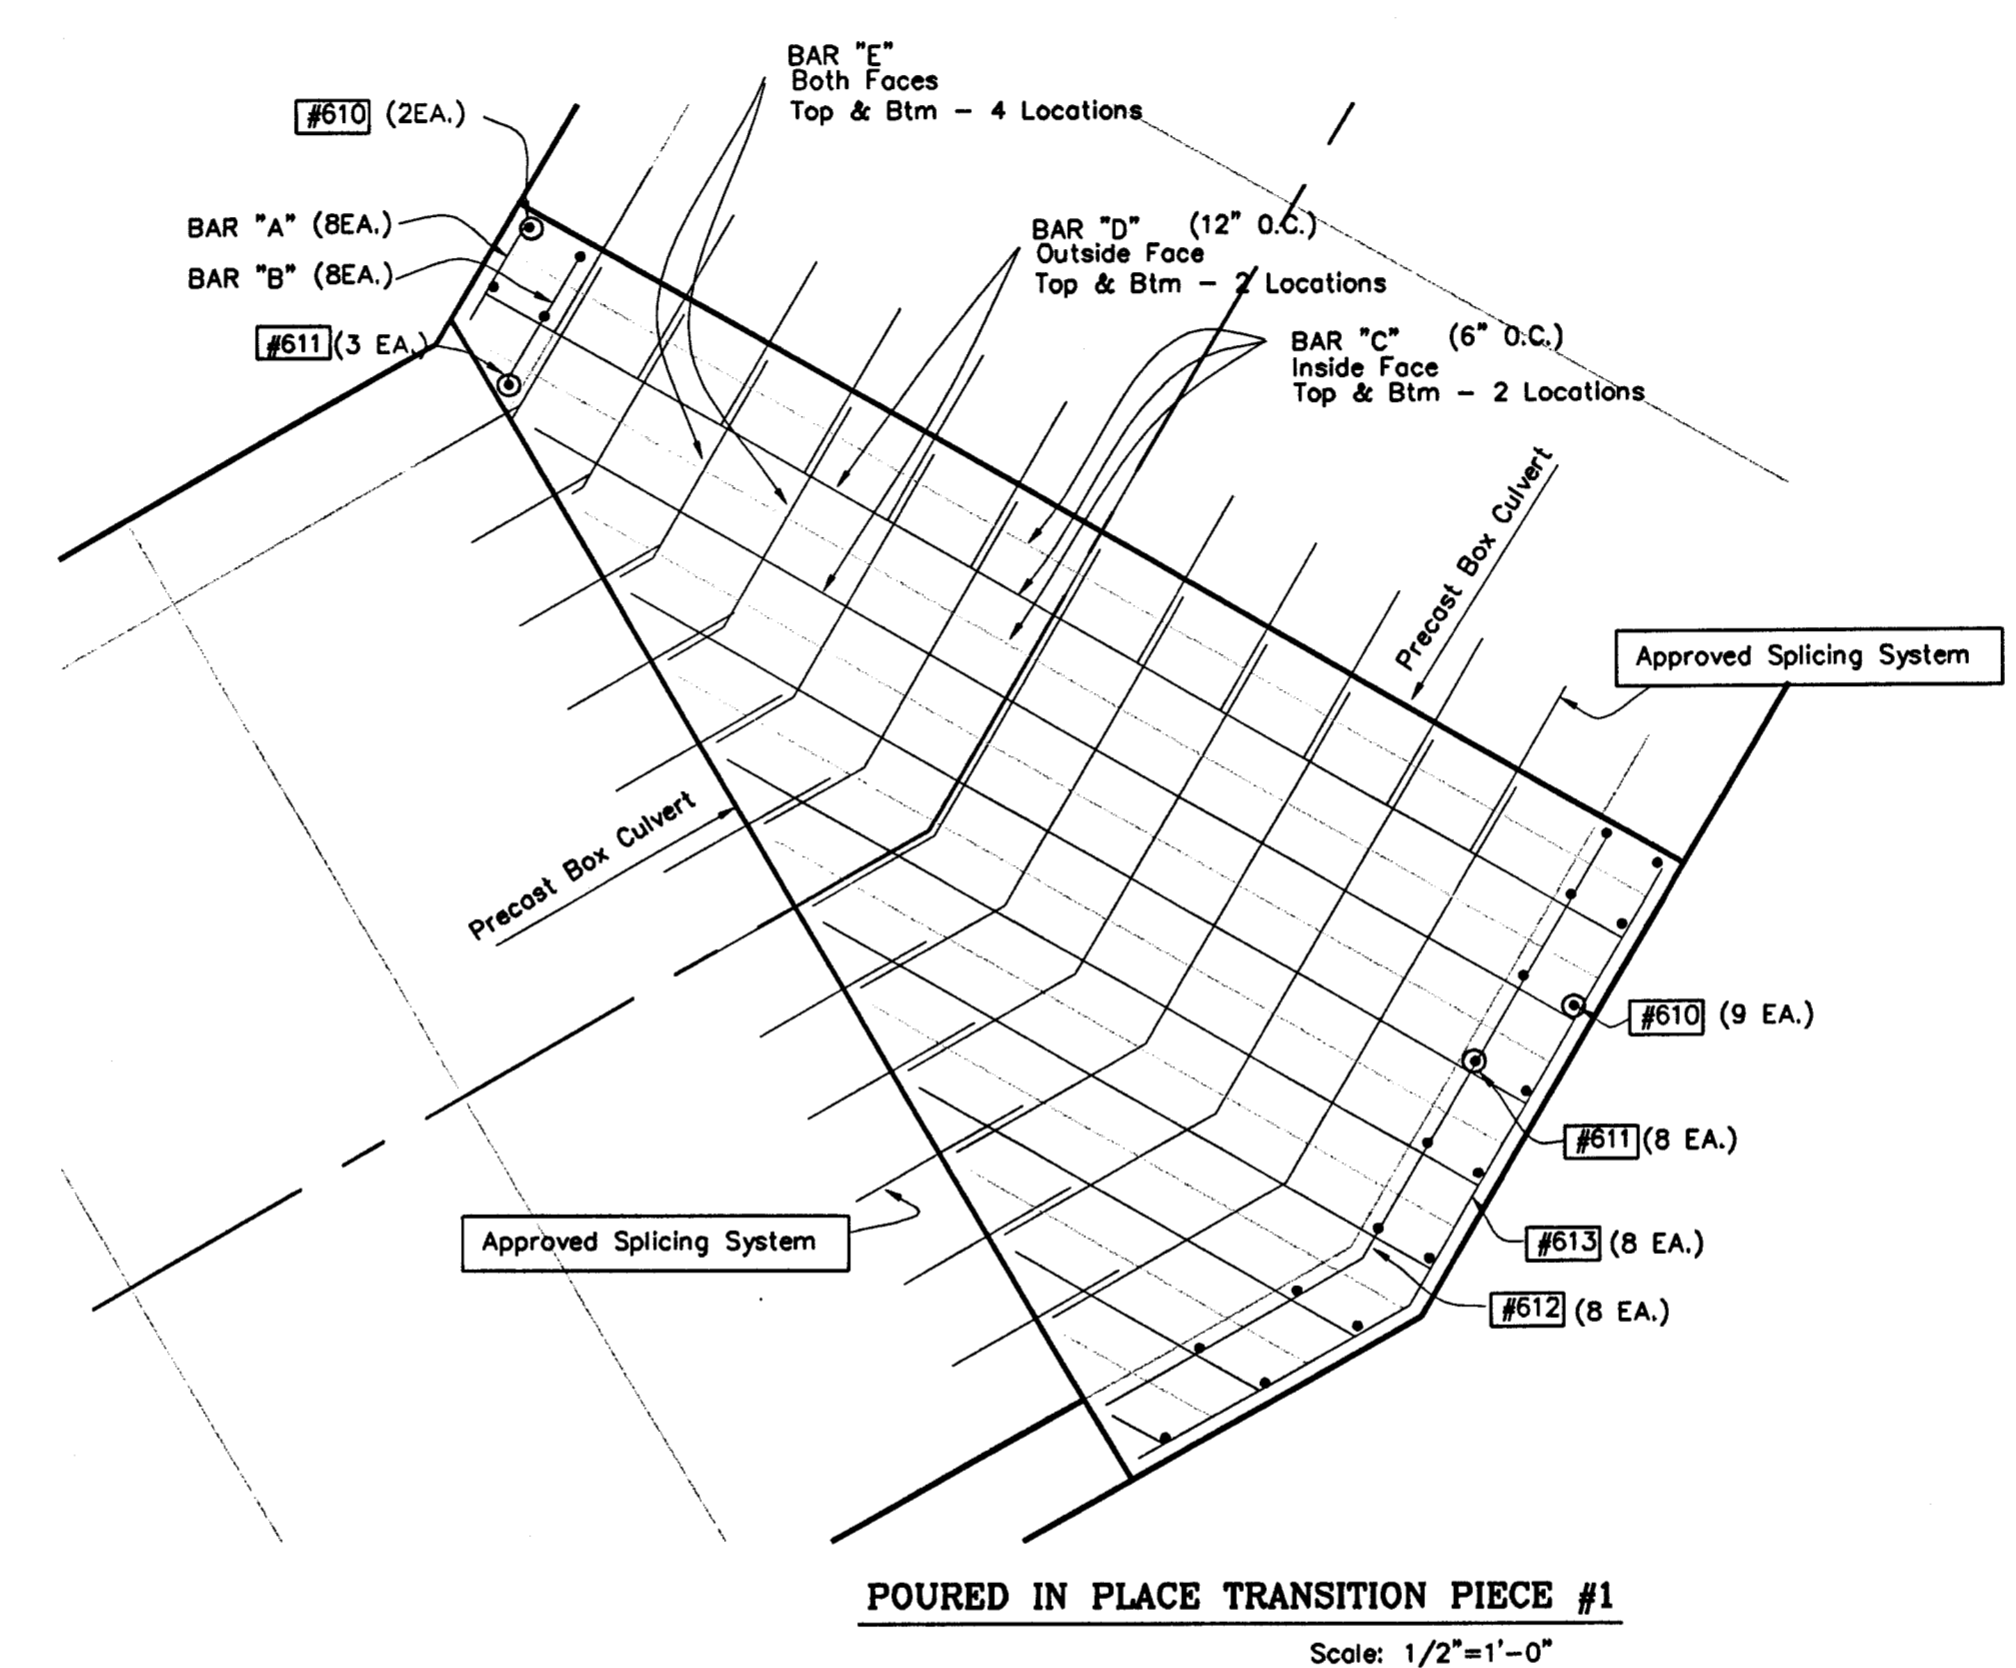 BAR "E"
Both Faces
Top & Btm - 4 Locations
#610 (2EA.)
BAR "A" (8EA.)
BAR "B" (8EA.)
#611 (3 EA.)
BAR "D" (12" O.C.)
Outside Face
Top & Btm - 2 Locations
BAR "C" (6" O.C.)
Inside Face
Top & Btm - 2 Locations
Precast Box Culvert
Approved Splicing System
Precast Box Culvert
#610 (9 EA.)
#611 (8 EA.)
#613 (8 EA.)
Approved Splicing System
#612 (8 EA.)
POURED IN PLACE TRANSITION PIECE #1
Scale: 1/2"=1'-0"